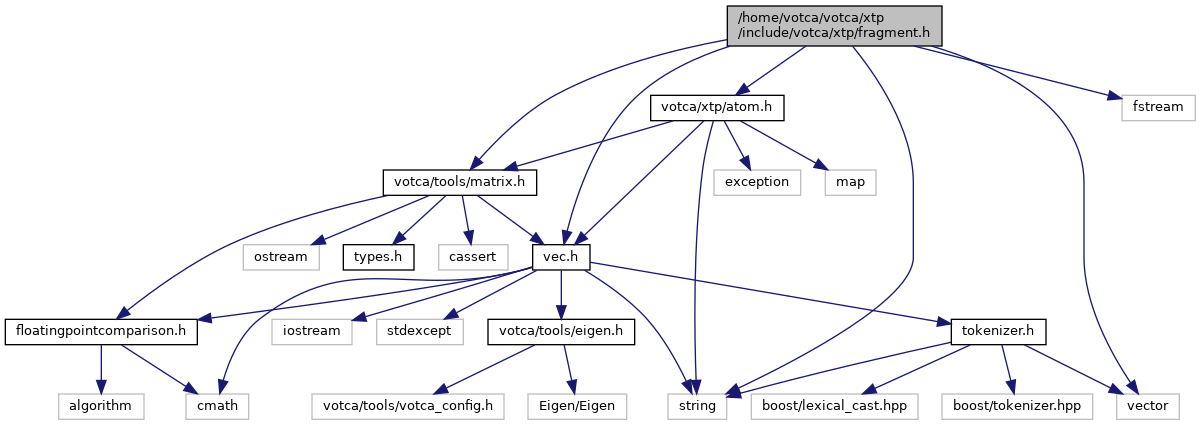 /home/votca/votca/xtp
/include/votca/xtp/fragment.h
votca/xtp/atom.h
fstream
votca/tools/matrix.h
exception
map
ostream
types.h
cassert
vec.h
floatingpointcomparison.h
iostream
stdexcept
votca/tools/eigen.h
tokenizer.h
algorithm
cmath
votca/tools/votca_config.h
Eigen/Eigen
string
boost/lexical_cast.hpp
boost/tokenizer.hpp
vector